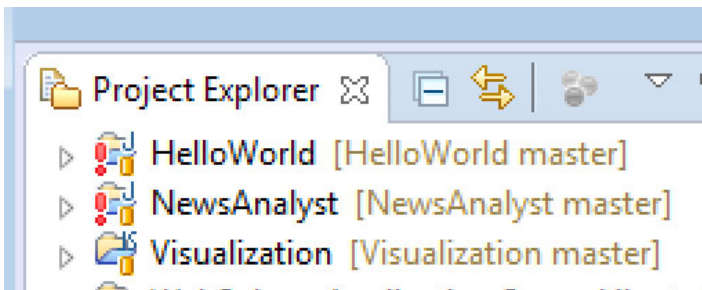 Project Explorer
HelloWorld [HelloWorld master]
NewsAnalyst [NewsAnalyst master]
Visualization [Visualization master]